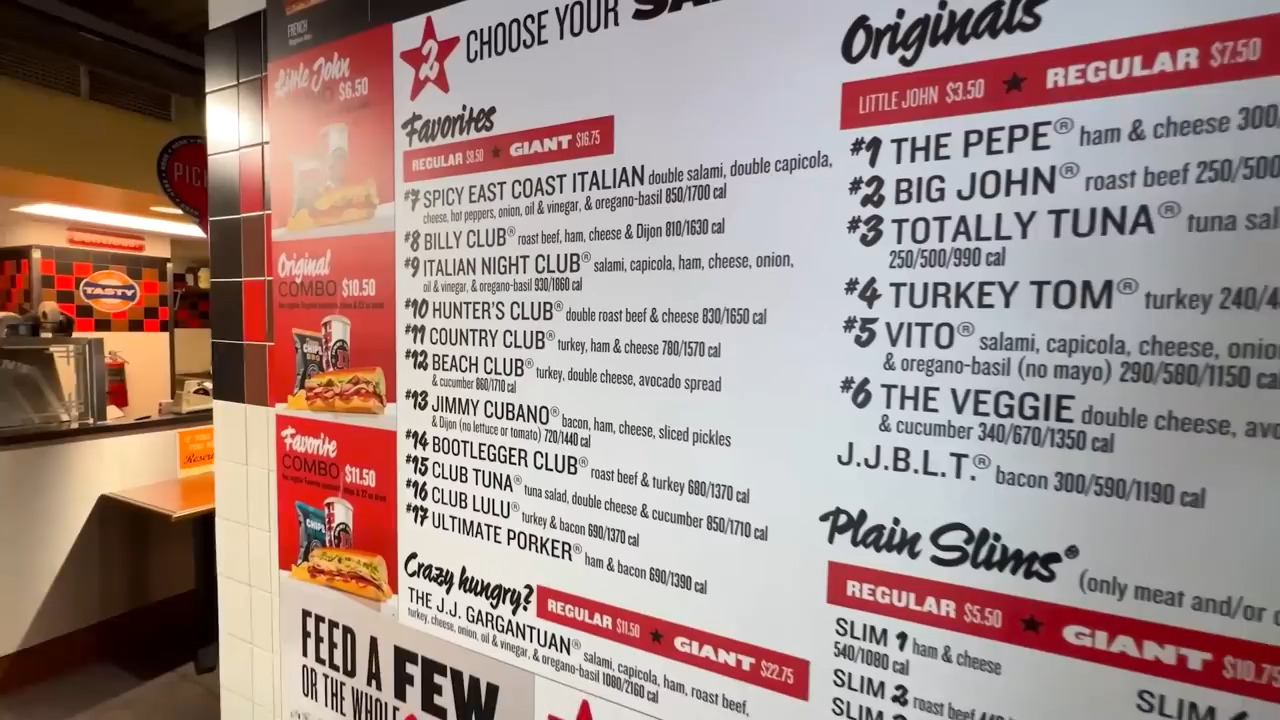 FRENCH
Little John
$6.50
Original
COMBO $10.50
Favorite
COMBO $11.50
CHIPS
CHIPS
FEED A FEW
OR THE WHOLE
PIC
TASTY
2 CHOOSE YOUR
Favorites
REGULAR $8.50 ★ GIANT $16.75
#7 SPICY EAST COAST ITALIAN double salami, double capicola,
cheese, hot peppers, onion, oil & vinegar, & oregano-basil 850/1700 cal
#8 BILLY CLUB® roast beef, ham, cheese & Dijon 810/1630 cal
#9 ITALIAN NIGHT CLUB® salami, capicola, ham, cheese, onion,
oil & vinegar, & oregano-basil 930/1860 cal
#10 HUNTER'S CLUB® double roast beef & cheese 830/1650 cal
#11 COUNTRY CLUB® turkey, ham & cheese 780/1570 cal
#12 BEACH CLUB® turkey, double cheese, avocado spread
& cucumber 860/1710 cal
#13 JIMMY CUBANO® bacon, ham, cheese, sliced pickles
& Dijon (no lettuce or tomato) 720/1440 cal
#14 BOOTLEGGER CLUB® roast beef & turkey 680/1370 cal
#15 CLUB TUNA® tuna salad, double cheese & cucumber 850/1710 cal
#16 CLUB LULU® turkey & bacon 690/1370 cal
#17 ULTIMATE PORKER® ham & bacon 690/1390 cal
Crazy hungry?
REGULAR $11.50 ★ GIANT $22.75
THE J.J. GARGANTUAN® salami, capicola, ham, roast beef,
turkey, cheese, onion, oil & vinegar, & oregano-basil 1080/2160 cal
Originals
LITTLE JOHN $3.50 ★ REGULAR $7.50
#1 THE PEPE® ham & cheese 300
#2 BIG JOHN® roast beef 250/500
#3 TOTALLY TUNA® tuna sal
250/500/990 cal
#4 TURKEY TOM® turkey 240/4
#5 VITO® salami, capicola, cheese, onio
& oregano-basil (no mayo) 290/580/1150 cal
#6 THE VEGGIE double cheese, avo
& cucumber 340/670/1350 cal
J.J.B.L.T.® bacon 300/590/1190 cal
Plain Slims® (only meat and/or
REGULAR $5.50 ★ GIANT $10.75
SLIM 1 ham & cheese
540/1080 cal
SLIM 2 roast beef
SLIM
SLIM